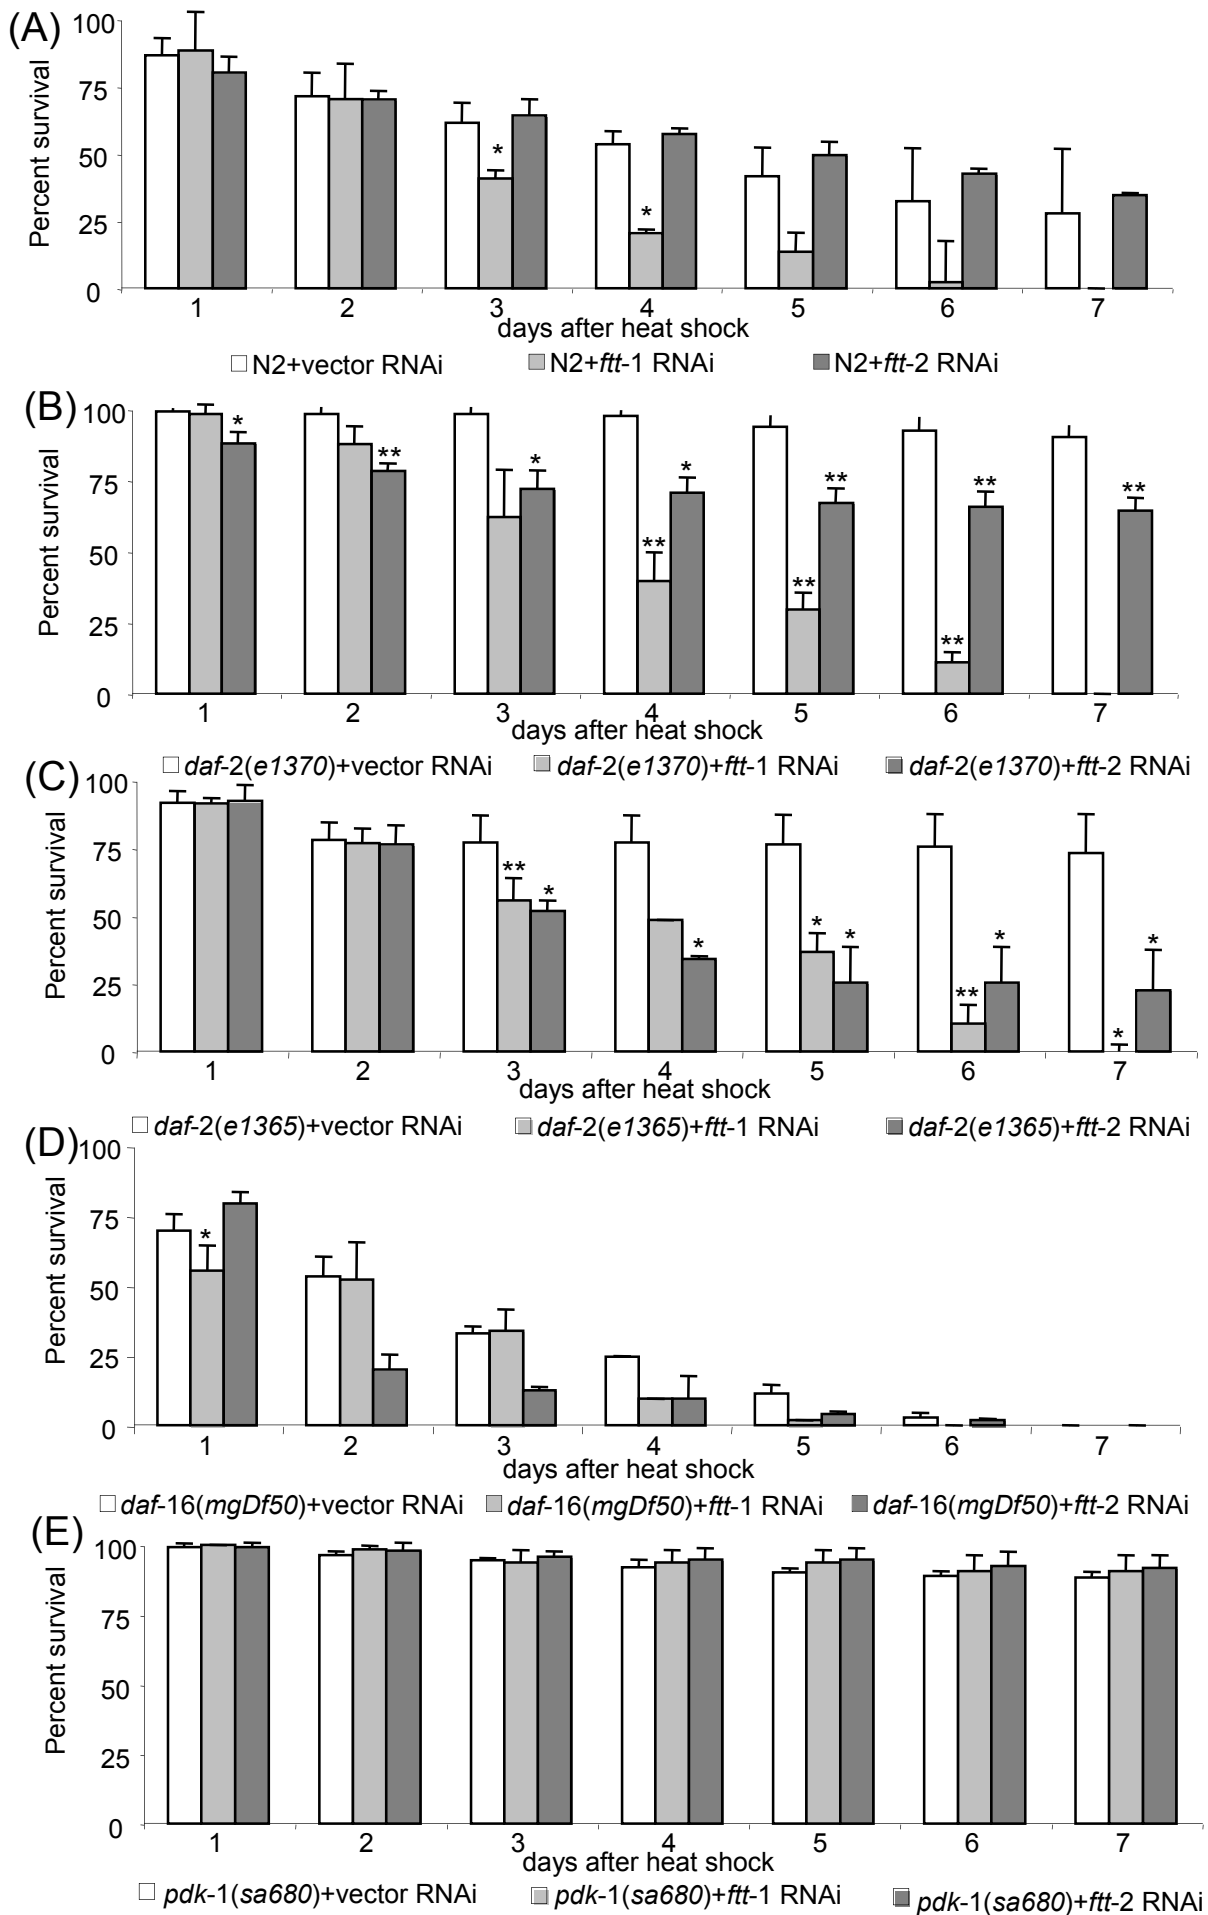 (A)
Percent survival
100
75
50
25
0
*
*
1 2 3 4 5 6 7
days after heat shock
N2+vector RNAi N2+ftt-1 RNAi N2+ftt-2 RNAi
(B)
Percent survival
100
75
50
25
0
* ** * ** * ** ** ** ** **
1 2 3 4 5 6 7
days after heat shock
daf-2(e1370)+vector RNAi daf-2(e1370)+ftt-1 RNAi daf-2(e1370)+ftt-2 RNAi
(C)
Percent survival
100
75
50
25
0
** * * * * ** * * *
1 2 3 4 5 6 7
days after heat shock
daf-2(e1365)+vector RNAi daf-2(e1365)+ftt-1 RNAi daf-2(e1365)+ftt-2 RNAi
(D)
Percent survival
100
75
50
25
0
*
1 2 3 4 5 6 7
days after heat shock
daf-16(mgDf50)+vector RNAi daf-16(mgDf50)+ftt-1 RNAi daf-16(mgDf50)+ftt-2 RNAi
(E)
Percent survival
100
75
50
25
0
1 2 3 4 5 6 7
days after heat shock
pdk-1(sa680)+vector RNAi pdk-1(sa680)+ftt-1 RNAi pdk-1(sa680)+ftt-2 RNAi